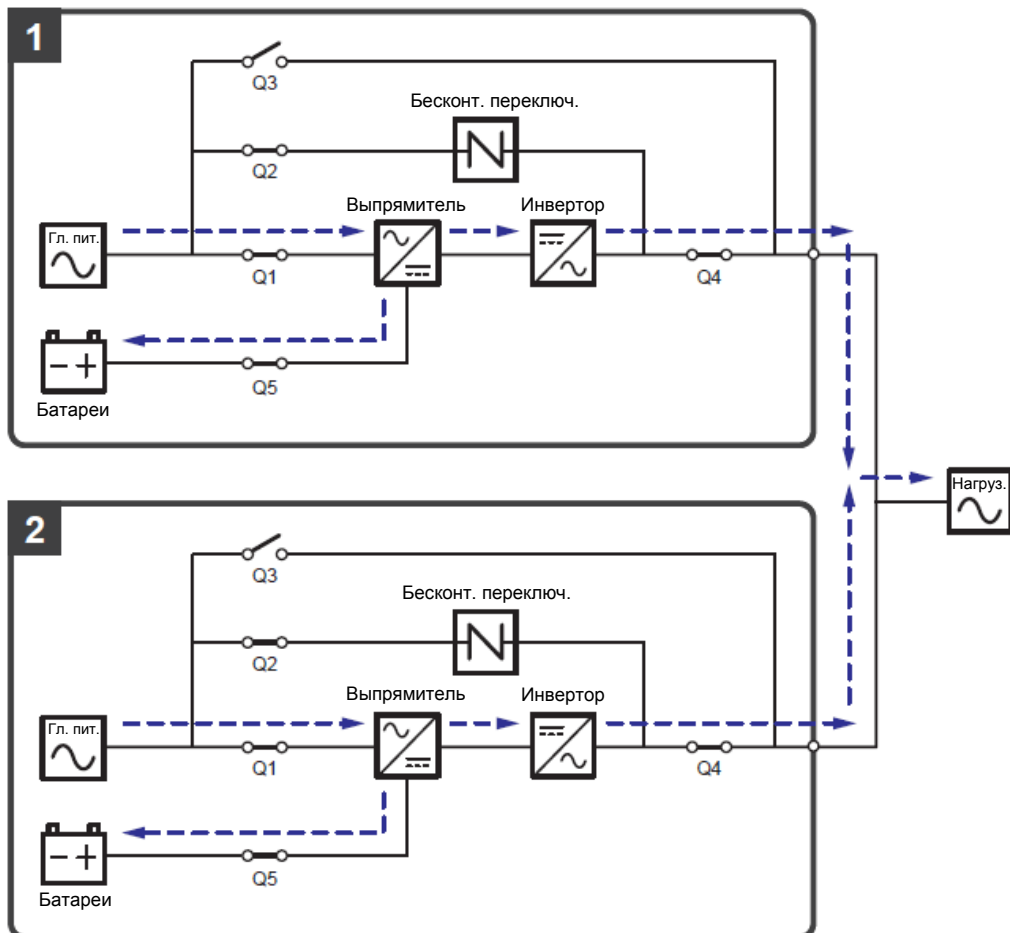 1
Q3
Бесконт. переключ.
Q2
Выпрямитель
Инвертор
Гл. пит.
Q1
Q4
Q5
Батареи
Нагруз.
2
Q3
Бесконт. переключ.
Q2
Выпрямитель
Инвертор
Гл. пит.
Q1
Q4
Q5
Батареи